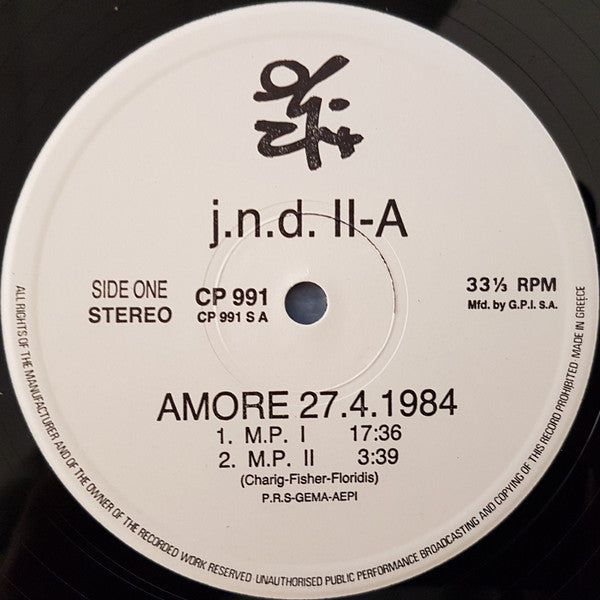 j.n.d. II-A
SIDE ONE
STEREO
CP 991
CP 991 S A
33⅓ RPM
Mfd. by G.P.I. S.A.
AMORE 27.4.1984
1. M.P. I 17:36
2. M.P. II 3:39
(Charig-Fisher-Floridis)
P.R.S-GEMA-AEPI
ALL RIGHTS OF THE MANUFACTURER AND OF THE OWNER OF THE RECORDED WORK RESERVED UNAUTHORISED PUBLIC PERFORMANCE BROADCASTING AND COPYING OF THIS RECORD PROHIBITED MADE IN GREECE